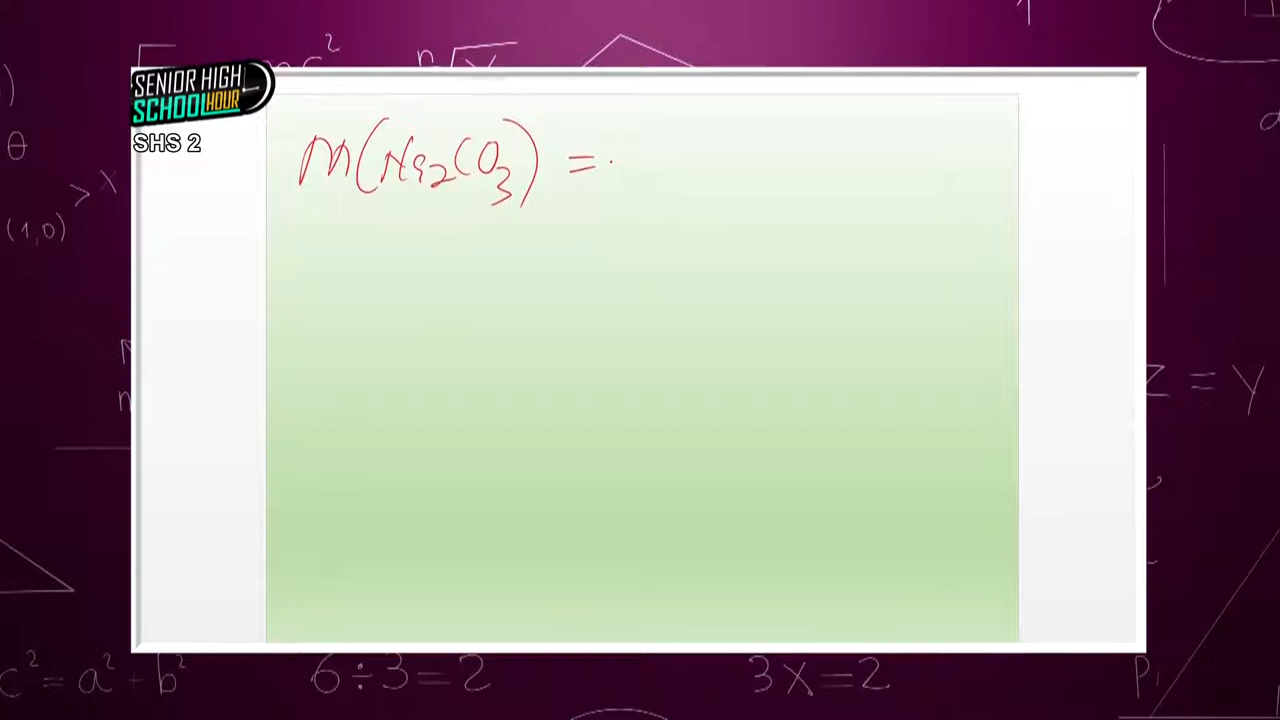 SENIOR HIGH
SCHOOL HOUR
SHS 2
M(Na₂CO₃) =
n√x
θ
> x
(1,0)
z = y
c² = a² + b²
6÷3=2
3x=2